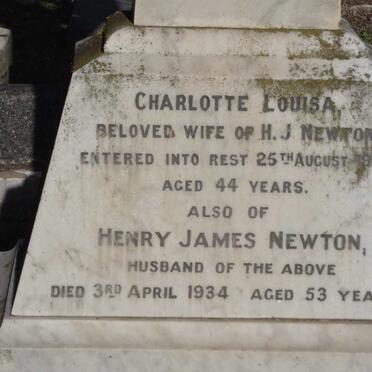 CHARLOTTE LOUISA,
BELOVED WIFE OF H.J NEWTON
ENTERED INTO REST 25TH AUGUST
AGED 44 YEARS.
ALSO OF
HENRY JAMES NEWTON,
HUSBAND OF THE ABOVE
DIED 3RD APRIL 1934 AGED 53 YEA